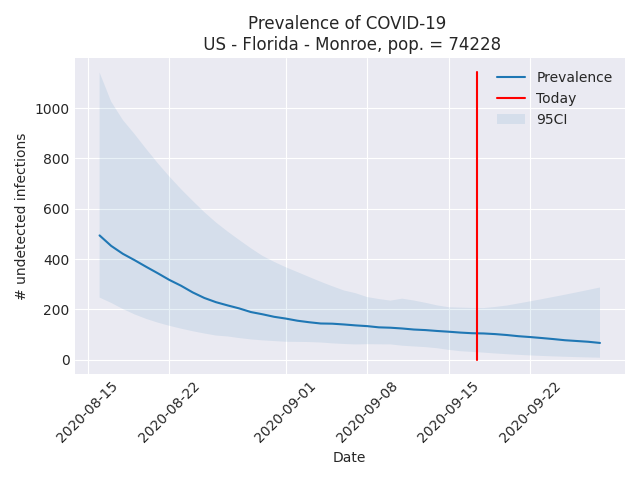 Prevalence of COVID-19
US - Florida - Monroe, pop. = 74228
Prevalence
Today
95CI
# undetected infections
1000
800
600
400
200
0
2020-08-15
2020-08-22
2020-09-01
2020-09-08
2020-09-15
2020-09-22
Date